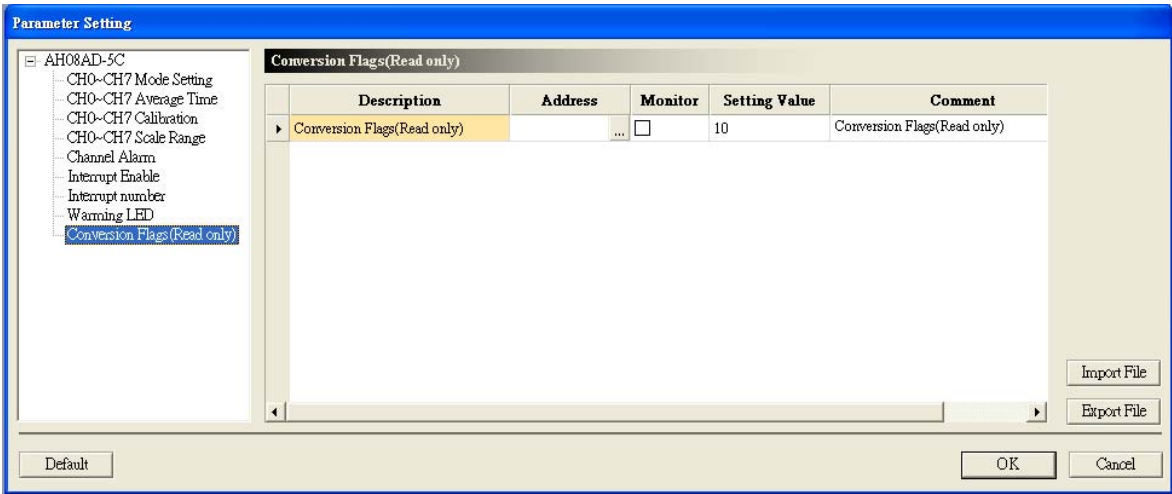 Parameter Setting
AH08AD-5C
CH0~CH7 Mode Setting
CH0~CH7 Average Time
CH0~CH7 Calibration
CH0~CH7 Scale Range
Channel Alarm
Interrupt Enable
Interrupt number
Warming LED
Conversion Flags(Read only)
Conversion Flags(Read only)
Description Address Monitor Setting Value Comment
Conversion Flags(Read only) ... 10 Conversion Flags(Read only)
Import File
Export File
Default OK Cancel